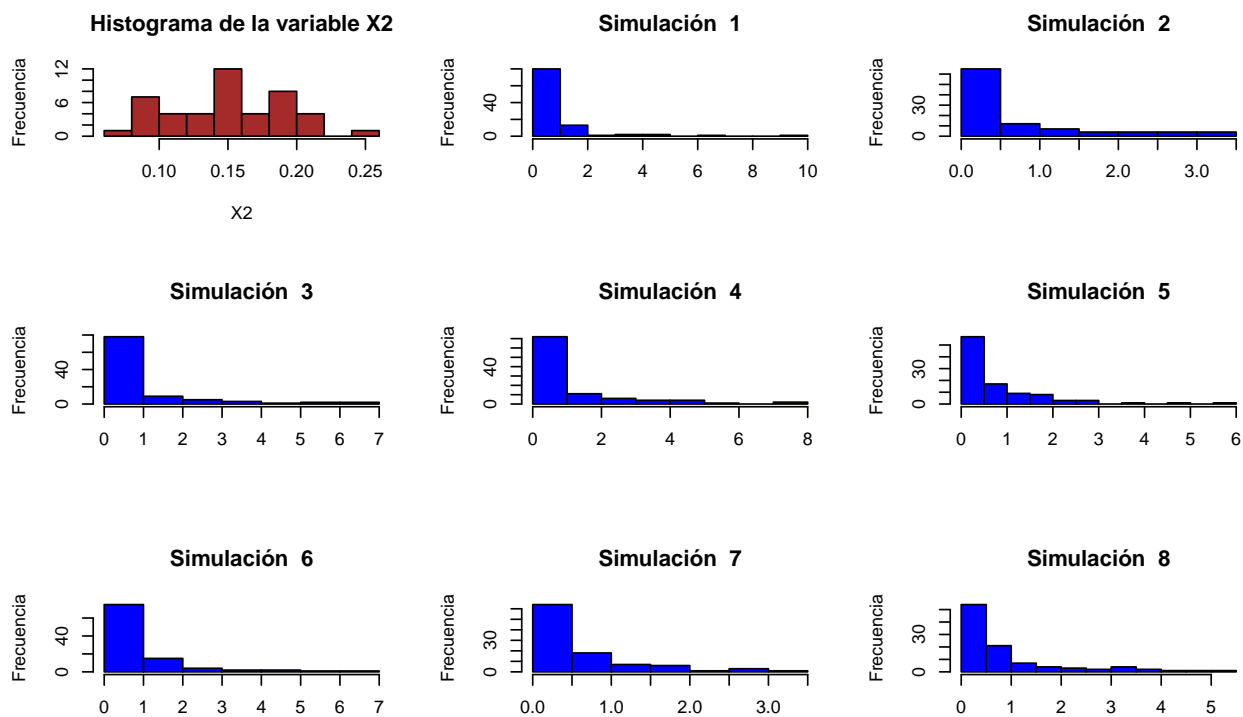 Histograma de la variable X2
Frecuencia
0 6 12
0.10 0.15 0.20 0.25
X2
Simulación 1
Frecuencia
0 40
0 2 4 6 8 10
Simulación 2
Frecuencia
0 30
0.0 1.0 2.0 3.0
Simulación 3
Frecuencia
0 40
0 1 2 3 4 5 6 7
Simulación 4
Frecuencia
0 40
0 2 4 6 8
Simulación 5
Frecuencia
0 30
0 1 2 3 4 5 6
Simulación 6
Frecuencia
0 40
0 1 2 3 4 5 6 7
Simulación 7
Frecuencia
0 30
0.0 1.0 2.0 3.0
Simulación 8
Frecuencia
0 30
0 1 2 3 4 5